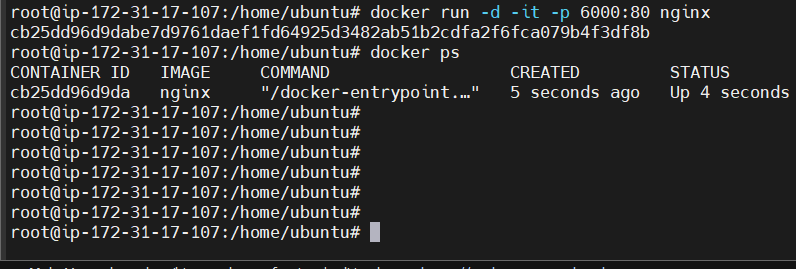 root@ip-172-31-17-107:/home/ubuntu# docker run -d -it -p 6000:80 nginx
cb25dd96d9dabe7d9761daef1fd64925d3482ab51b2cdfa2f6fca079b4f3df8b
root@ip-172-31-17-107:/home/ubuntu# docker ps
CONTAINER ID   IMAGE     COMMAND                  CREATED         STATUS
cb25dd96d9da   nginx     "/docker-entrypoint.…"   5 seconds ago   Up 4 seconds
root@ip-172-31-17-107:/home/ubuntu#
root@ip-172-31-17-107:/home/ubuntu#
root@ip-172-31-17-107:/home/ubuntu#
root@ip-172-31-17-107:/home/ubuntu#
root@ip-172-31-17-107:/home/ubuntu#
root@ip-172-31-17-107:/home/ubuntu#
root@ip-172-31-17-107:/home/ubuntu#